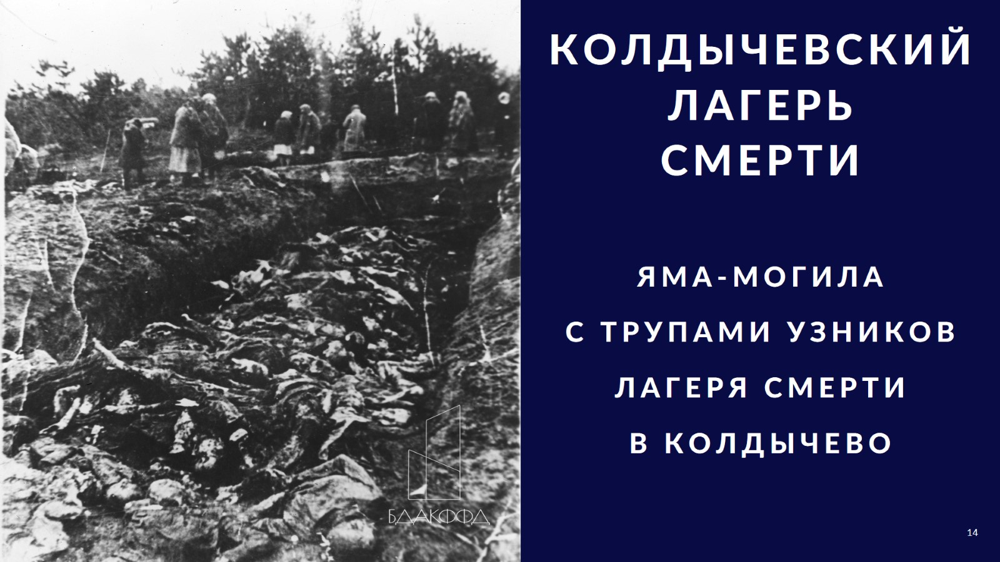 КОЛДЫЧЕВСКИЙ
ЛАГЕРЬ
СМЕРТИ
ЯМА-МОГИЛА
С ТРУПАМИ УЗНИКОВ
ЛАГЕРЯ СМЕРТИ
В КОЛДЫЧЕВО
БДАКФФД
14